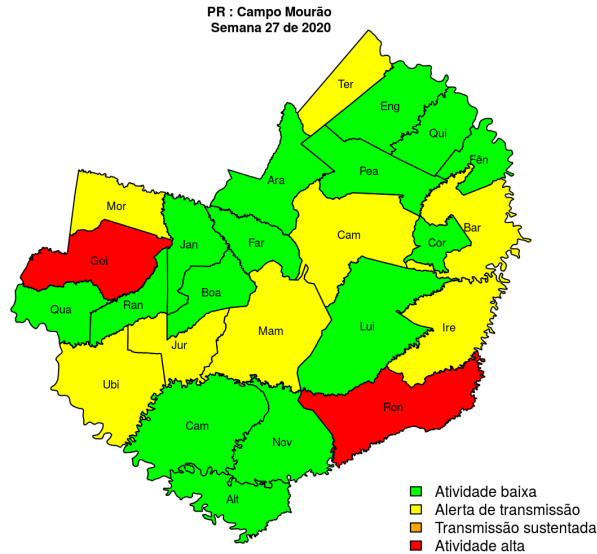 PR : Campo Mourão
Semana 27 de 2020
Ter
Eng
Qui
Fên
Pea
Ara
Mor
Bar
Cam
Jan
Far
Cor
Goi
Boa
Qua
Ran
Lui
Ire
Mam
Jur
Ubi
Ron
Cam
Nov
Alt
Atividade baixa
Alerta de transmissão
Transmissão sustentada
Atividade alta